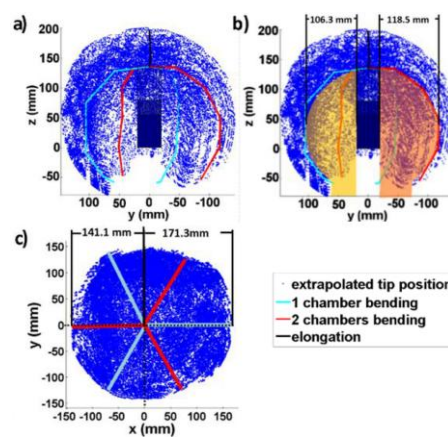 a)
b)
106.3 mm
118.5 mm
z (mm)
200
150
100
50
0
-50
100 50 0 -50 -100
y (mm)
z (mm)
200
150
100
50
0
-50
100 50 0 -50 -100
y (mm)
c)
141.1 mm
171.3mm
y (mm)
150
100
50
0
-50
-100
-150
-150 -100 -50 0 50 100 150
x (mm)
extrapolated tip position
1 chamber bending
2 chambers bending
elongation